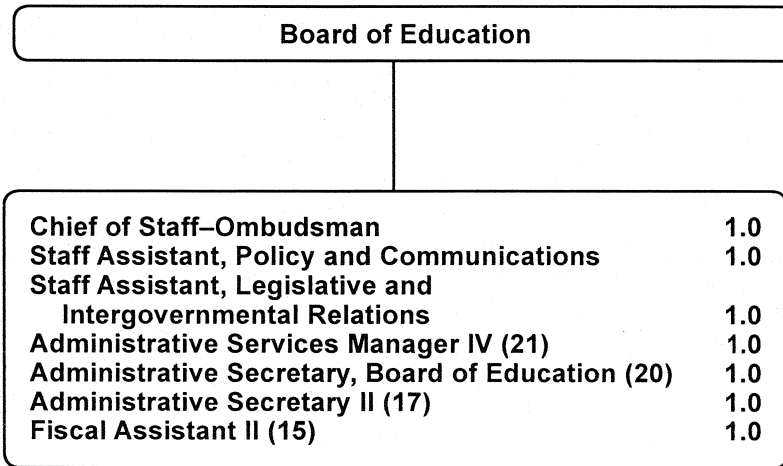 Board of Education
Chief of Staff–Ombudsman 1.0
Staff Assistant, Policy and Communications 1.0
Staff Assistant, Legislative and
Intergovernmental Relations 1.0
Administrative Services Manager IV (21) 1.0
Administrative Secretary, Board of Education (20) 1.0
Administrative Secretary II (17) 1.0
Fiscal Assistant II (15) 1.0